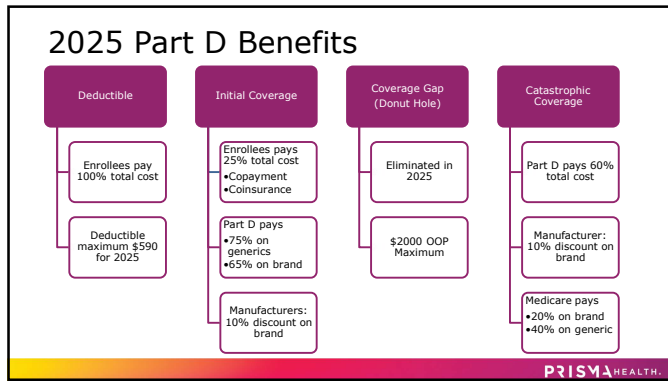 2025 Part D Benefits
Deductible
Enrollees pay
100% total cost
Deductible
maximum $590
for 2025
Initial Coverage
Enrollees pays
25% total cost
•Copayment
•Coinsurance
Part D pays
•75% on
generics
•65% on brand
Manufacturers:
10% discount on
brand
Coverage Gap
(Donut Hole)
Eliminated in
2025
$2000 OOP
Maximum
Catastrophic
Coverage
Part D pays 60%
total cost
Manufacturer:
10% discount on
brand
Medicare pays
•20% on brand
•40% on generic
PRISMA HEALTH.